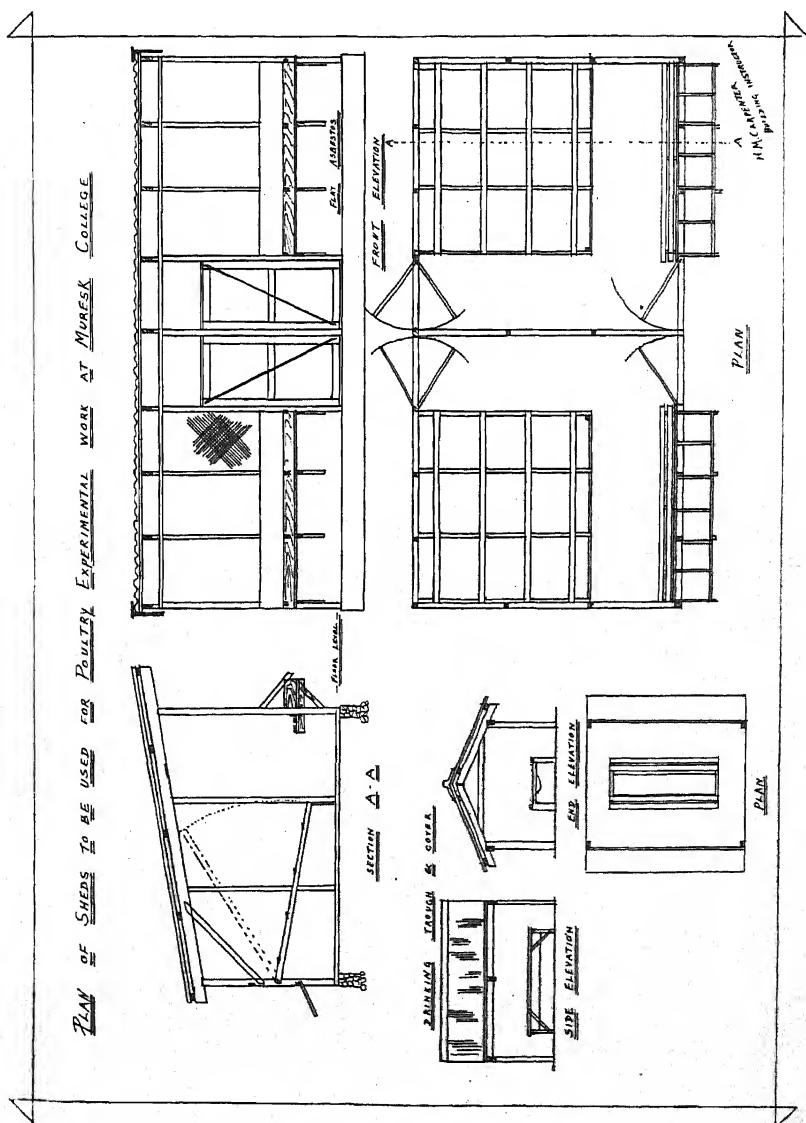 PLAN OF SHEDS TO BE USED FOR POULTRY EXPERIMENTAL WORK AT MURESK COLLEGE
FLOOR LEVEL
FLAT ASBESTOS
SECTION A-A
FRONT ELEVATION
A
DRINKING TROUGH & COVER
SIDE ELEVATION
END ELEVATION
PLAN
PLAN
A
H.M. CARPENTER
BUILDING INSTRUCTOR